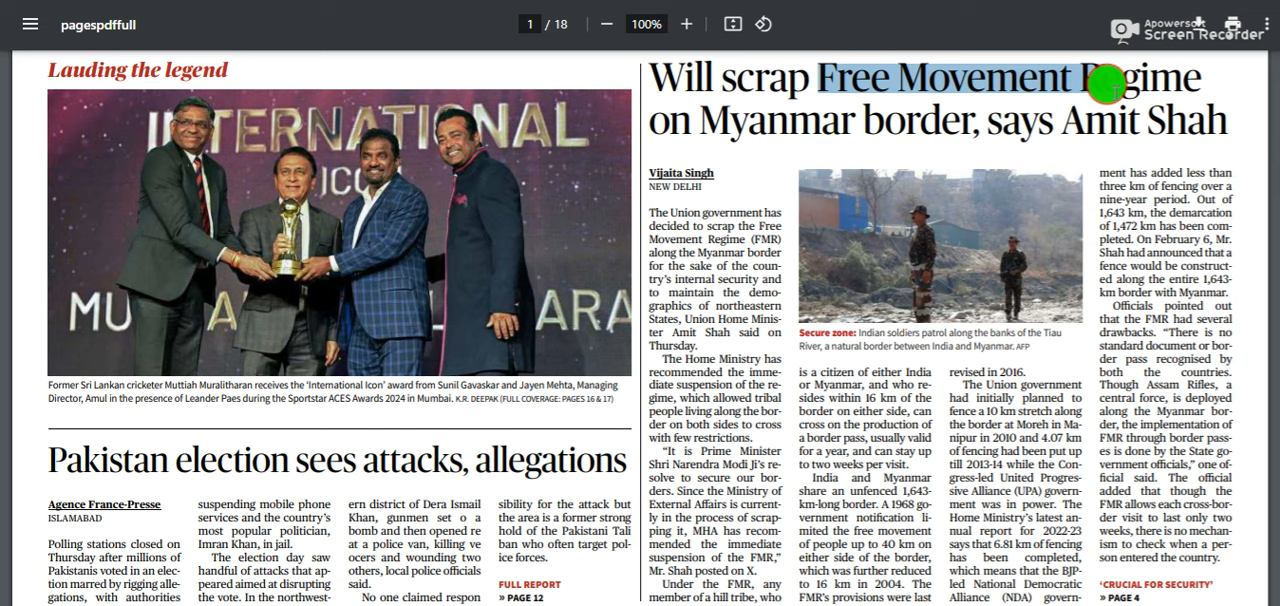 pagespdffull
1 / 18
100%
Apowersoft
Screen Recorder
Lauding the legend
INTERNATIONAL
ICO
MU A ARA
Former Sri Lankan cricketer Muttiah Muralitharan receives the ‘International Icon’ award from Sunil Gavaskar and Jayen Mehta, Managing
Director, Amul in the presence of Leander Paes during the Sportstar ACES Awards 2024 in Mumbai. K.R. DEEPAK (FULL COVERAGE: PAGES 16 & 17)
Pakistan election sees attacks, allegations
Agence France-Presse
ISLAMABAD
Polling stations closed on
Thursday after millions of
Pakistanis voted in an elec-
tion marred by rigging alle-
gations, with authorities
suspending mobile phone
services and the country’s
most popular politician,
Imran Khan, in jail.
The election day saw
handful of attacks that ap-
peared aimed at disrupting
the vote. In the northwest-
ern district of Dera Ismail
Khan, gunmen set o a
bomb and then opened re
at a police van, killing ve
ocers and wounding two
others, local police officials
said.
No one claimed respon
sibility for the attack but
the area is a former strong
hold of the Pakistani Tali
ban who often target pol-
ice forces.
FULL REPORT
» PAGE 12
Will scrap Free Movement Regime
on Myanmar border, says Amit Shah
Vijaita Singh
NEW DELHI
The Union government has
decided to scrap the Free
Movement Regime (FMR)
along the Myanmar border
for the sake of the coun-
try’s internal security and
to maintain the demo-
graphics of northeastern
States, Union Home Minis-
ter Amit Shah said on
Thursday.
The Home Ministry has
recommended the imme-
diate suspension of the re-
gime, which allowed tribal
people living along the bor-
der on both sides to cross
with few restrictions.
“It is Prime Minister
Shri Narendra Modi Ji’s re-
solve to secure our bor-
ders. Since the Ministry of
External Affairs is current-
ly in the process of scrap-
ping it, MHA has recom-
mended the immediate
suspension of the FMR,”
Mr. Shah posted on X.
Under the FMR, any
member of a hill tribe, who
Secure zone: Indian soldiers patrol along the banks of the Tiau
River, a natural border between India and Myanmar. AFP
is a citizen of either India
or Myanmar, and who re-
sides within 16 km of the
border on either side, can
cross on the production of
a border pass, usually valid
for a year, and can stay up
to two weeks per visit.
India and Myanmar
share an unfenced 1,643-
km-long border. A 1968 go-
vernment notification li-
mited the free movement
of people up to 40 km on
either side of the border,
which was further reduced
to 16 km in 2004. The
FMR’s provisions were last
revised in 2016.
The Union government
had initially planned to
fence a 10 km stretch along
the border at Moreh in Ma-
nipur in 2010 and 4.07 km
of fencing had been put up
till 2013-14 while the Con-
gress-led United Progres-
sive Alliance (UPA) govern-
ment was in power. The
Home Ministry’s latest an-
nual report for 2022-23
says that 6.81 km of fencing
has been completed,
which means that the BJP-
led National Democratic
Alliance (NDA) govern-
ment has added less than
three km of fencing over a
nine-year period. Out of
1,643 km, the demarcation
of 1,472 km has been com-
pleted. On February 6, Mr.
Shah had announced that a
fence would be construct-
ed along the entire 1,643-
km border with Myanmar.
Officials pointed out
that the FMR had several
drawbacks. “There is no
standard document or bor-
der pass recognised by
both the countries.
Though Assam Rifles, a
central force, is deployed
along the Myanmar bor-
der, the implementation of
FMR through border pass-
es is done by the State go-
vernment officials,” one of-
ficial said. The official
added that though the
FMR allows each cross-bor-
der visit to last only two
weeks, there is no mechan-
ism to check when a per-
son entered the country.
‘CRUCIAL FOR SECURITY’
» PAGE 4